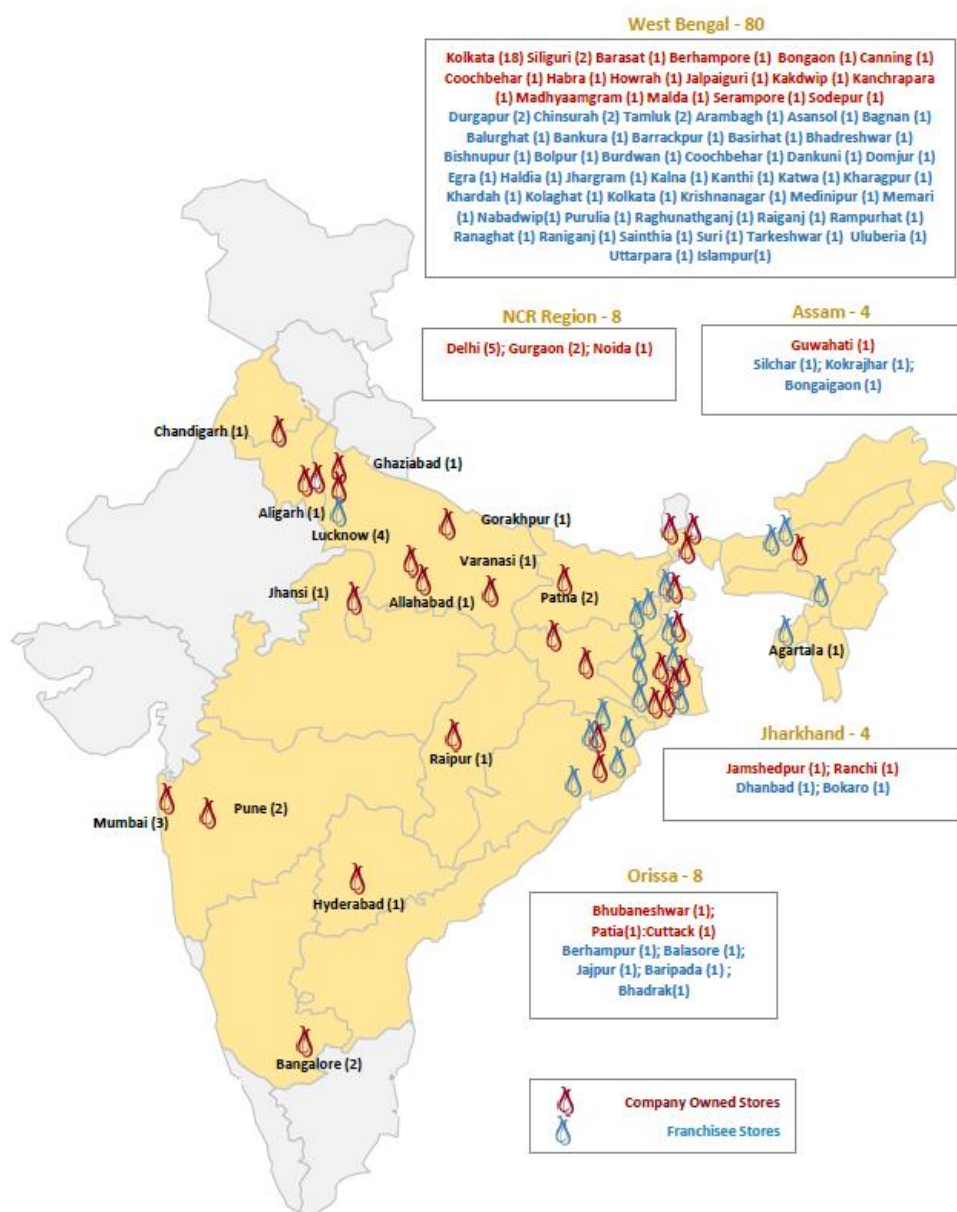 West Bengal - 80
Kolkata (18) Siliguri (2) Barasat (1) Berhampore (1) Bongaon (1) Canning (1)
Coochbehar (1) Habra (1) Howrah (1) Jalpaiguri (1) Kakdwip (1) Kanchrapara
(1) Madhyaamgram (1) Malda (1) Serampore (1) Sodepur (1)
Durgapur (2) Chinsurah (2) Tamluk (2) Arambagh (1) Asansol (1) Bagnan (1)
Balurghat (1) Bankura (1) Barrackpur (1) Basirhat (1) Bhadreshwar (1)
Bishnupur (1) Bolpur (1) Burdwan (1) Coochbehar (1) Dankuni (1) Domjur (1)
Egra (1) Haldia (1) Jhargram (1) Kalna (1) Kanthi (1) Katwa (1) Kharagpur (1)
Khardah (1) Kolaghat (1) Kolkata (1) Krishnanagar (1) Medinipur (1) Memari
(1) Nabadwip(1) Purulia (1) Raghunathganj (1) Raiganj (1) Rampurhat (1)
Ranaghat (1) Raniganj (1) Sainthia (1) Suri (1) Tarkeshwar (1) Uluberia (1)
Uttarpara (1) Islampur(1)
NCR Region - 8
Delhi (5); Gurgaon (2); Noida (1)
Assam - 4
Guwahati (1)
Silchar (1); Kokrajhar (1);
Bongaigaon (1)
Chandigarh (1)
Ghaziabad (1)
Aligarh (1)
Lucknow (4)
Gorakhpur (1)
Varanasi (1)
Jhansi (1)
Allahabad (1)
Patna (2)
Agartala (1)
Raipur (1)
Mumbai (3)
Pune (2)
Hyderabad (1)
Bangalore (2)
Jharkhand - 4
Jamshedpur (1); Ranchi (1)
Dhanbad (1); Bokaro (1)
Orissa - 8
Bhubaneshwar (1);
Patia(1):Cuttack (1)
Berhampur (1); Balasore (1);
Jajpur (1); Baripada (1) ;
Bhadrak(1)
Company Owned Stores
Franchisee Stores